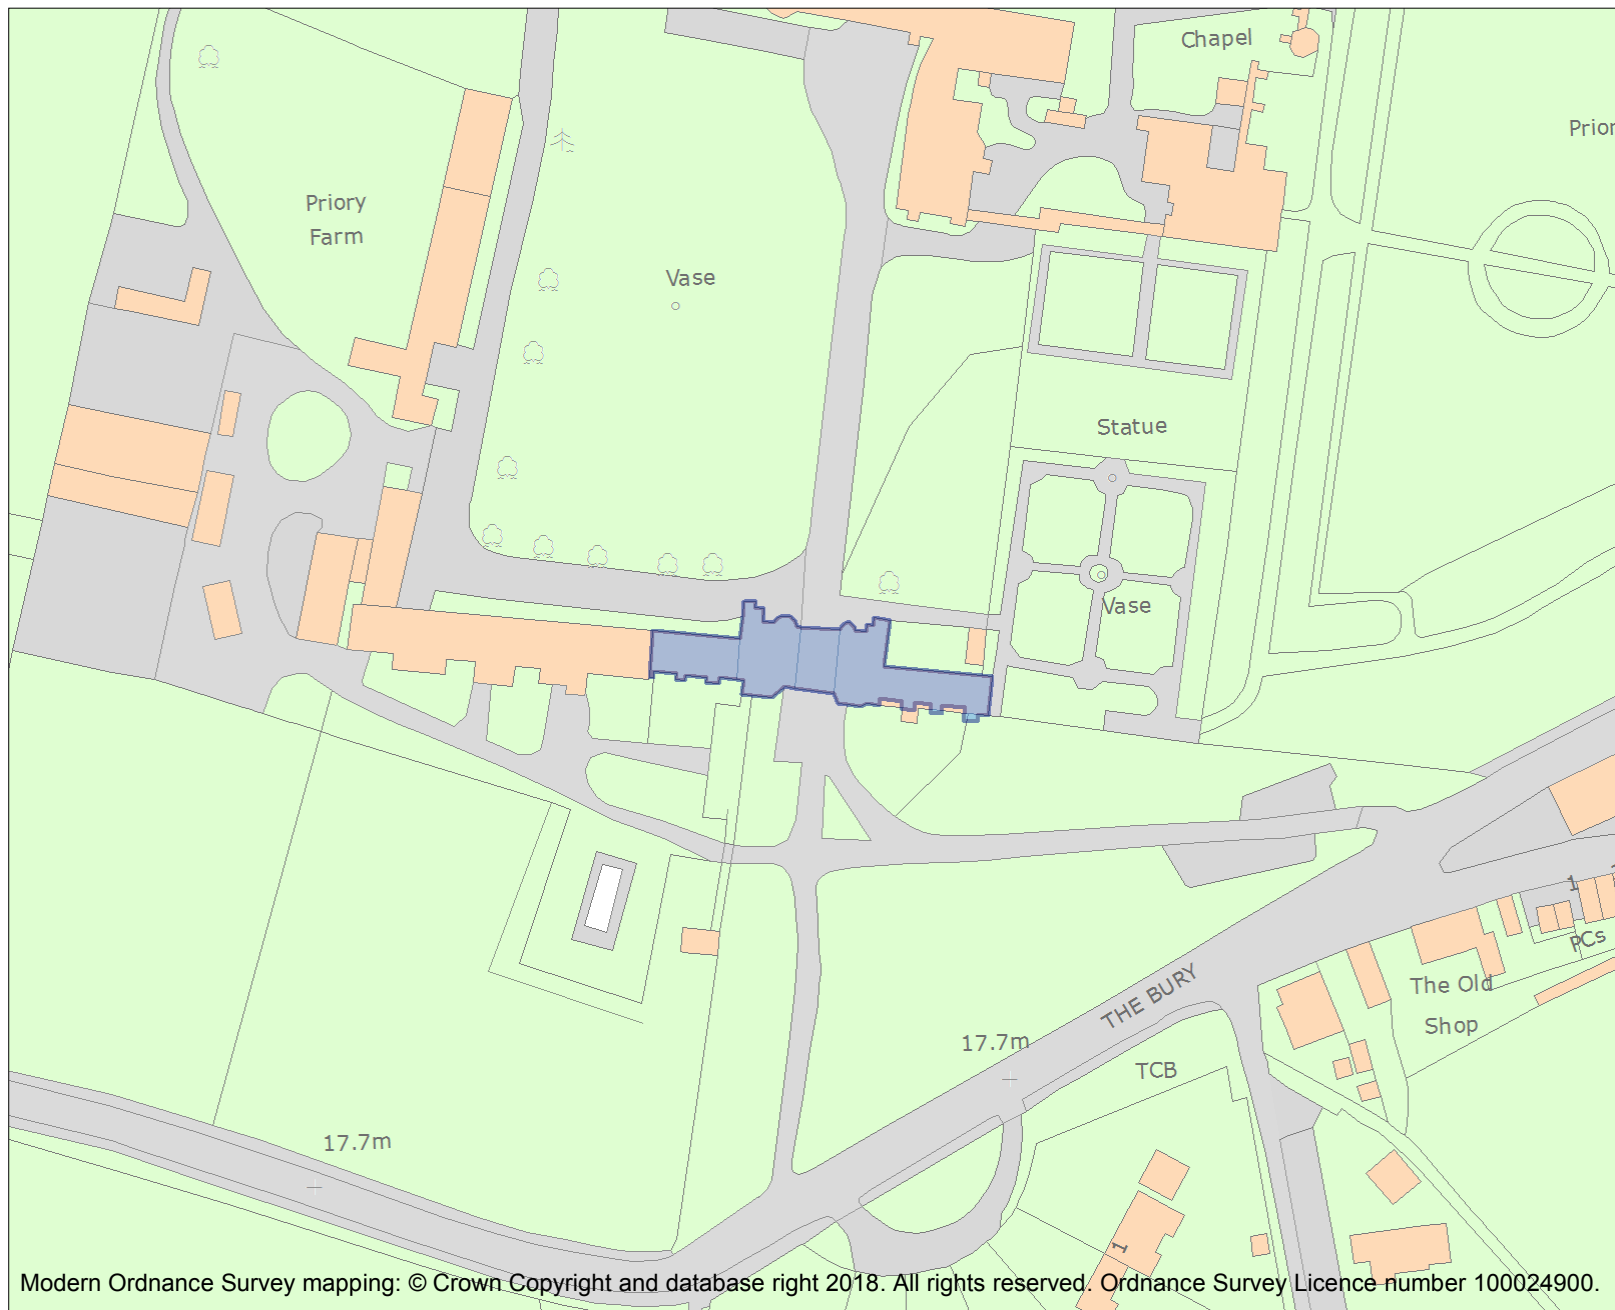 Chapel
Prior
Priory
Farm
Vase
Statue
Vase
1
PCs
The Old
Shop
THE BURY
17.7m
TCB
17.7m
1
Modern Ordnance Survey mapping: © Crown Copyright and database right 2018. All rights reserved. Ordnance Survey Licence number 100024900.